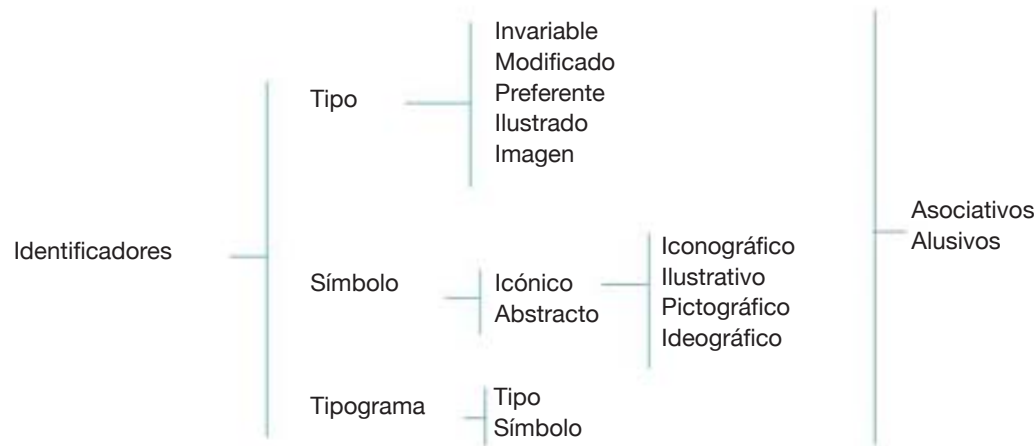 Identificadores
Tipo
Invariable
Modificado
Preferente
Ilustrado
Imagen
Símbolo
Icónico
Abstracto
Iconográfico
Ilustrativo
Pictográfico
Ideográfico
Tipograma
Tipo
Símbolo
Asociativos
Alusivos